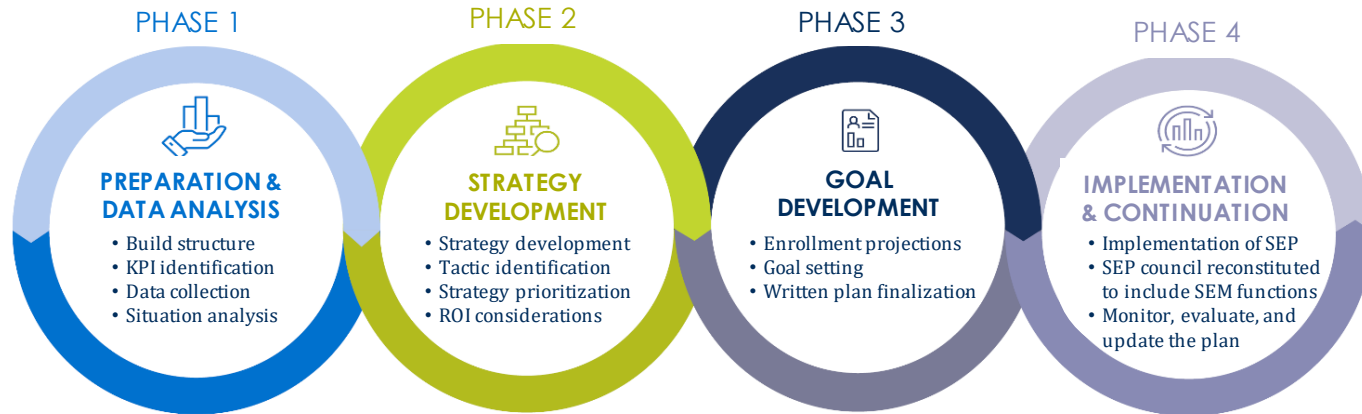 PHASE 1
PREPARATION &
DATA ANALYSIS
• Build structure
• KPI identification
• Data collection
• Situation analysis
PHASE 2
STRATEGY
DEVELOPMENT
• Strategy development
• Tactic identification
• Strategy prioritization
• ROI considerations
PHASE 3
GOAL
DEVELOPMENT
• Enrollment projections
• Goal setting
• Written plan finalization
PHASE 4
IMPLEMENTATION
& CONTINUATION
• Implementation of SEP
• SEP council reconstituted
to include SEM functions
• Monitor, evaluate, and
update the plan